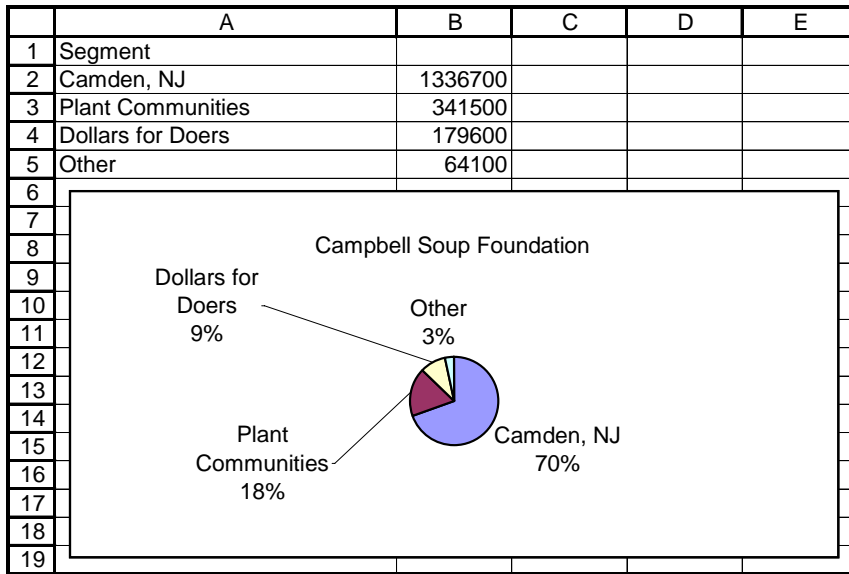 A B C D E
1 Segment
2 Camden, NJ 1336700
3 Plant Communities 341500
4 Dollars for Doers 179600
5 Other 64100
6
7
8
9
10
11
12
13
14
15
16
17
18
19
Campbell Soup Foundation
Dollars for
Doers
9%
Other
3%
Plant
Communities
18%
Camden, NJ
70%